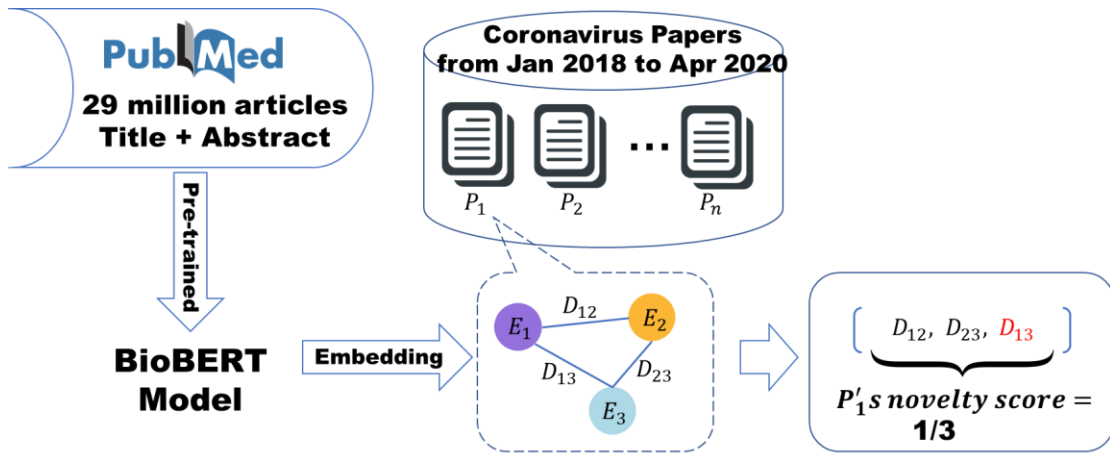 PubMed
29 million articles
Title + Abstract
Pre-trained
BioBERT
Model
Coronavirus Papers
from Jan 2018 to Apr 2020
...
P₁
P₂
Pₙ
Embedding
E₁
D₁₂
E₂
D₁₃
D₂₃
E₃
[ D₁₂, D₂₃, D₁₃ ]
P₁′s novelty score =
1/3